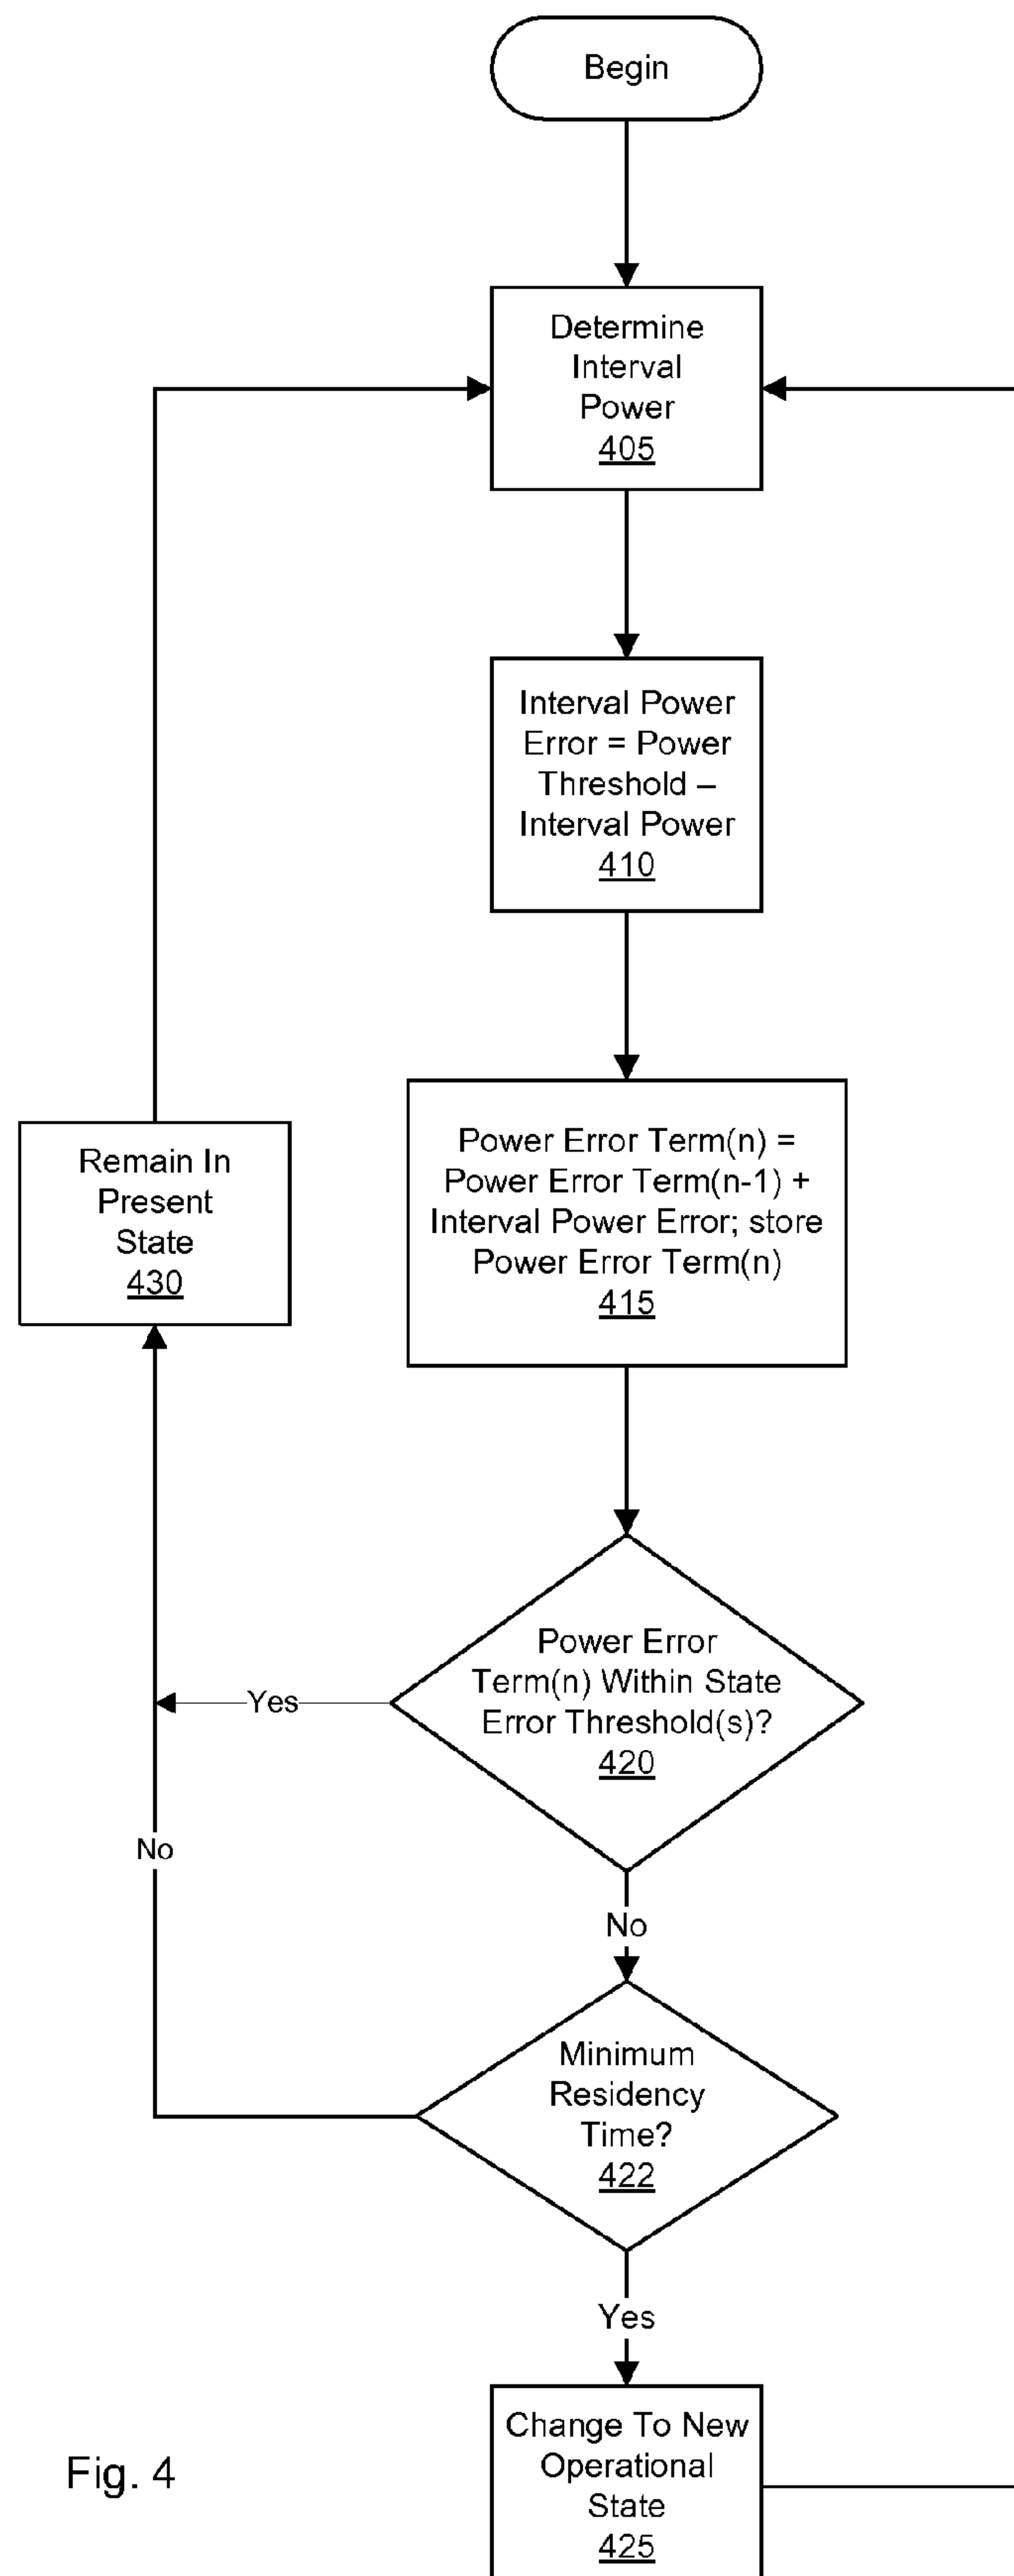 Begin
Determine
Interval
Power
405
Interval Power
Error = Power
Threshold –
Interval Power
410
Power Error Term(n) =
Power Error Term(n-1) +
Interval Power Error; store
Power Error Term(n)
415
Remain In
Present
State
430
Power Error
Term(n) Within State
Error Threshold(s)?
420
Yes
No
No
Minimum
Residency
Time?
422
Yes
Change To New
Operational
State
425
Fig. 4